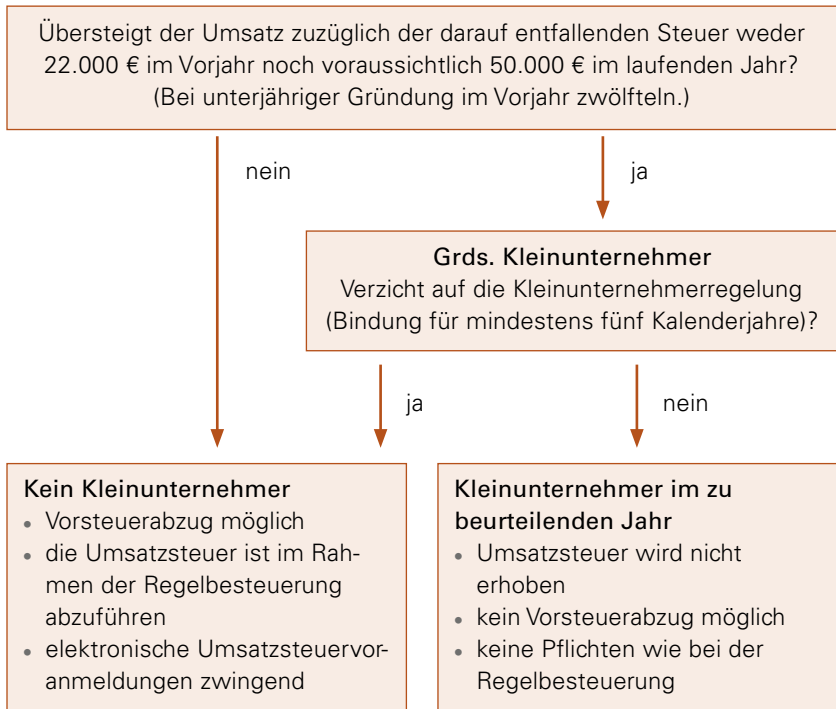 Übersteigt der Umsatz zuzüglich der darauf entfallenden Steuer weder
22.000 € im Vorjahr noch voraussichtlich 50.000 € im laufenden Jahr?
(Bei unterjähriger Gründung im Vorjahr zwölfteln.)
nein
ja
Grds. Kleinunternehmer
Verzicht auf die Kleinunternehmerregelung
(Bindung für mindestens fünf Kalenderjahre)?
ja
nein
Kein Kleinunternehmer
• Vorsteuerabzug möglich
• die Umsatzsteuer ist im Rah-
men der Regelbesteuerung
abzuführen
• elektronische Umsatzsteuervor-
anmeldungen zwingend
Kleinunternehmer im zu
beurteilenden Jahr
• Umsatzsteuer wird nicht
erhoben
• kein Vorsteuerabzug möglich
• keine Pflichten wie bei der
Regelbesteuerung